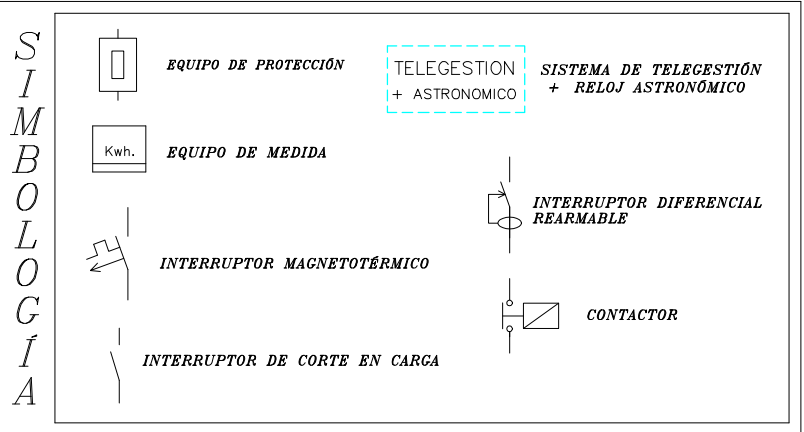 SIMBOLOGÍA
EQUIPO DE PROTECCIÓN
Kwh.
EQUIPO DE MEDIDA
INTERRUPTOR MAGNETOTÉRMICO
INTERRUPTOR DE CORTE EN CARGA
TELEGESTION
+ ASTRONOMICO
SISTEMA DE TELEGESTIÓN
+ RELOJ ASTRONÓMICO
INTERRUPTOR DIFERENCIAL
REARMABLE
CONTACTOR